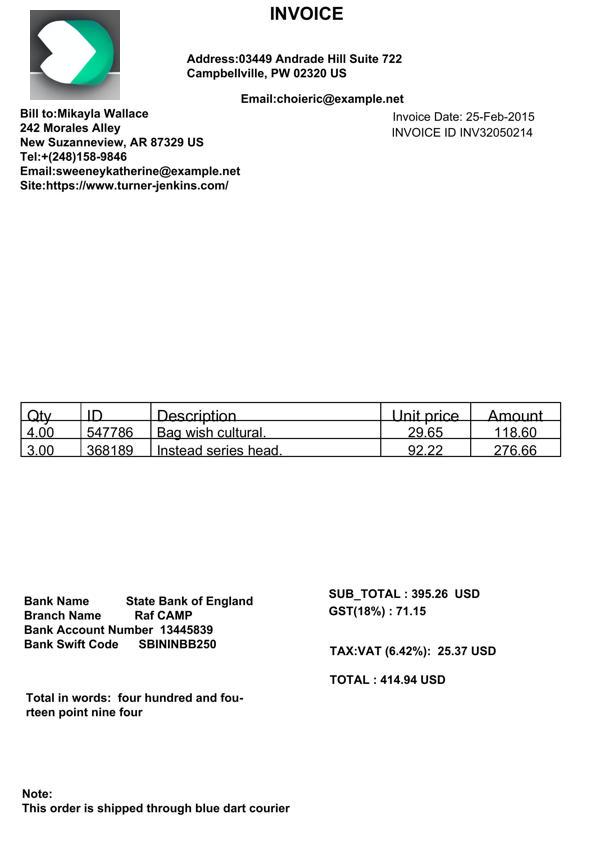 INVOICE
Address:03449 Andrade Hill Suite 722
Campbellville, PW 02320 US
Email:choieric@example.net
Bill to:Mikayla Wallace
242 Morales Alley
New Suzanneview, AR 87329 US
Tel:+(248)158-9846
Email:sweeneykatherine@example.net
Site:https://www.turner-jenkins.com/
Invoice Date: 25-Feb-2015
INVOICE ID INV32050214
Qty ID Description Unit price Amount
4.00 547786 Bag wish cultural. 29.65 118.60
3.00 368189 Instead series head. 92.22 276.66
Bank Name State Bank of England
Branch Name Raf CAMP
Bank Account Number 13445839
Bank Swift Code SBININBB250
SUB_TOTAL : 395.26 USD
GST(18%) : 71.15
TAX:VAT (6.42%): 25.37 USD
TOTAL : 414.94 USD
Total in words: four hundred and fou-
rteen point nine four
Note:
This order is shipped through blue dart courier